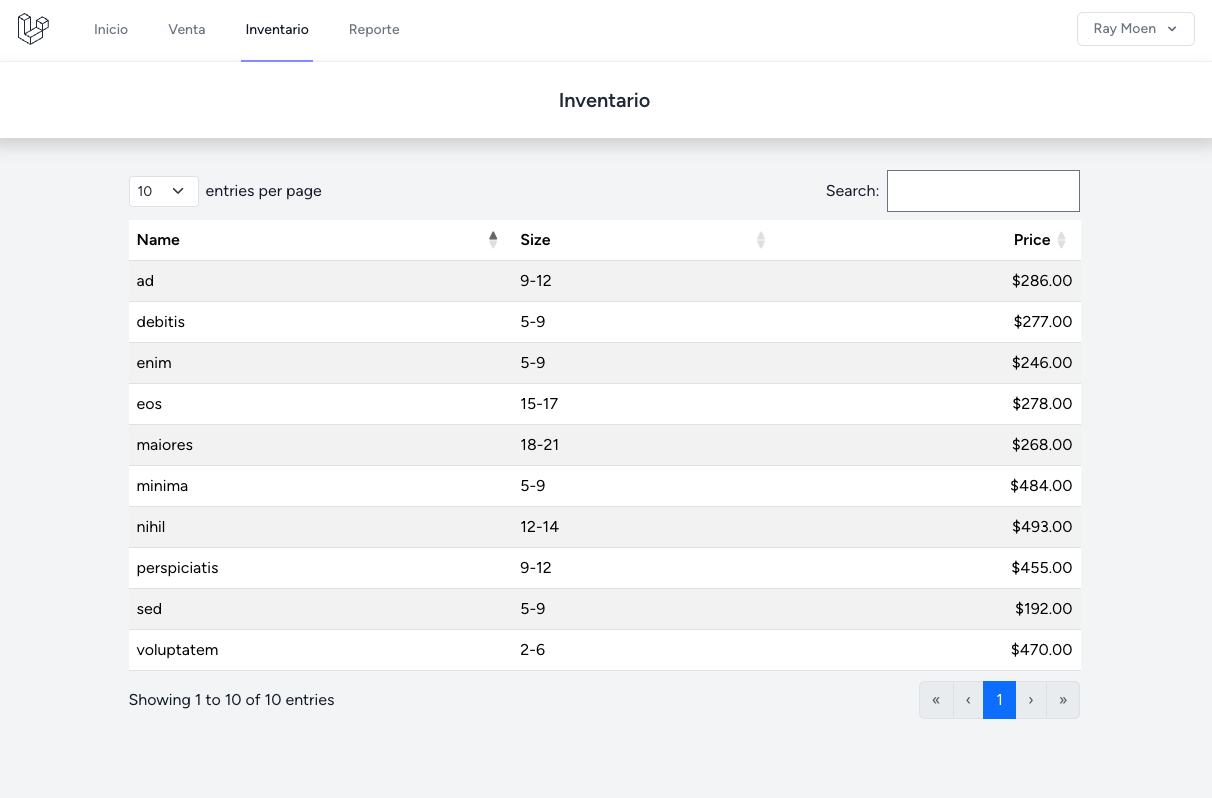 Inicio Venta Inventario Reporte Ray Moen
Inventario
10 entries per page Search:
Name Size Price
ad 9-12 $286.00
debitis 5-9 $277.00
enim 5-9 $246.00
eos 15-17 $278.00
maiores 18-21 $268.00
minima 5-9 $484.00
nihil 12-14 $493.00
perspiciatis 9-12 $455.00
sed 5-9 $192.00
voluptatem 2-6 $470.00
Showing 1 to 10 of 10 entries « ‹ 1 › »